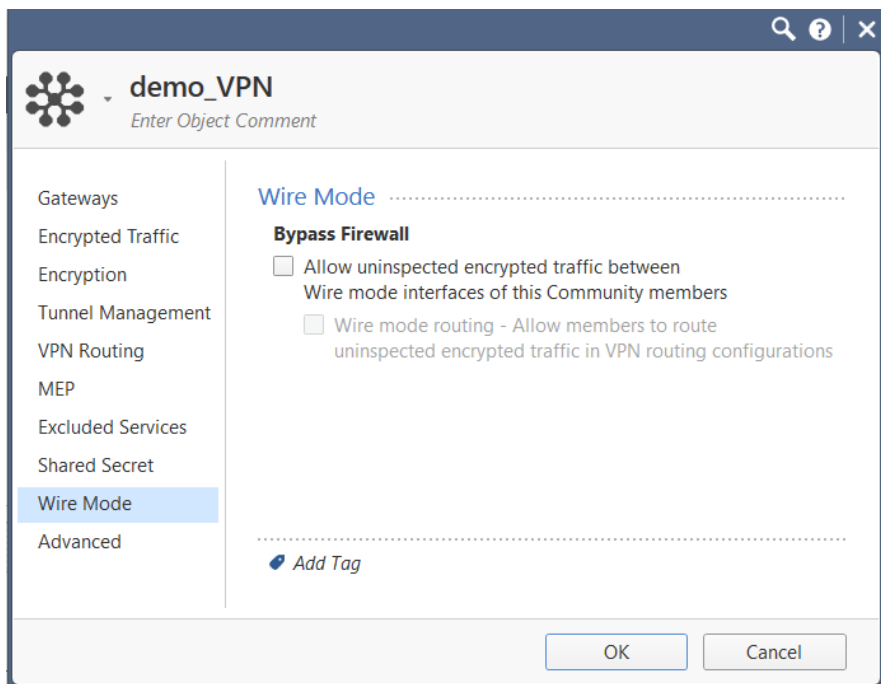 demo_VPN
Enter Object Comment
Gateways
Encrypted Traffic
Encryption
Tunnel Management
VPN Routing
MEP
Excluded Services
Shared Secret
Wire Mode
Advanced
Wire Mode
Bypass Firewall
Allow uninspected encrypted traffic between
Wire mode interfaces of this Community members
Wire mode routing - Allow members to route
uninspected encrypted traffic in VPN routing configurations
Add Tag
OK
Cancel